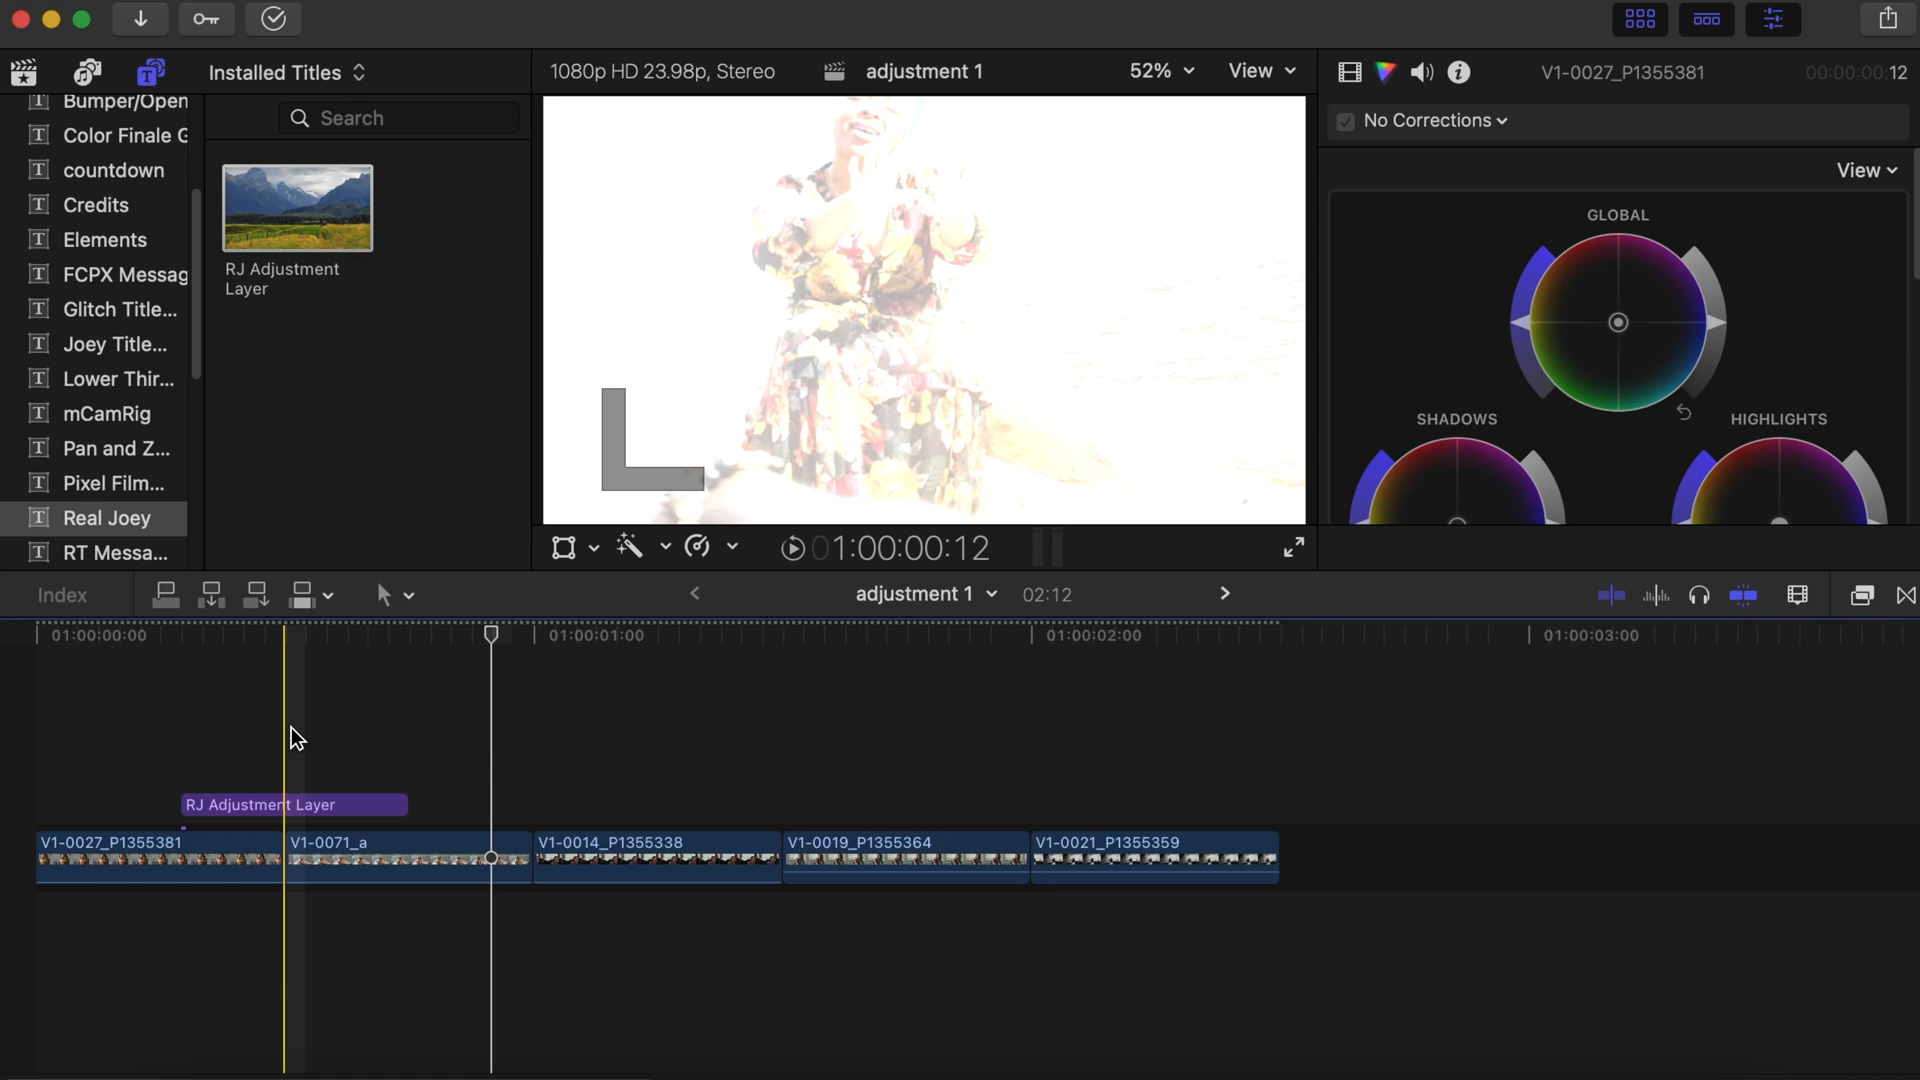 Installed Titles
1080p HD 23.98p, Stereo
adjustment 1
52%
View
V1-0027_P1355381
00:00:00:12
Bumper/Open
Search
No Corrections
Color Finale G
countdown
Credits
Elements
FCPX Messag
Glitch Title...
Joey Title...
Lower Thir...
mCamRig
Pan and Z...
Pixel Film...
Real Joey
RT Messa...
RJ Adjustment
Layer
View
GLOBAL
SHADOWS
HIGHLIGHTS
01:00:00:12
Index
adjustment 1
02:12
01:00:00:00
01:00:01:00
01:00:02:00
01:00:03:00
RJ Adjustment Layer
V1-0027_P1355381
V1-0071_a
V1-0014_P1355338
V1-0019_P1355364
V1-0021_P1355359